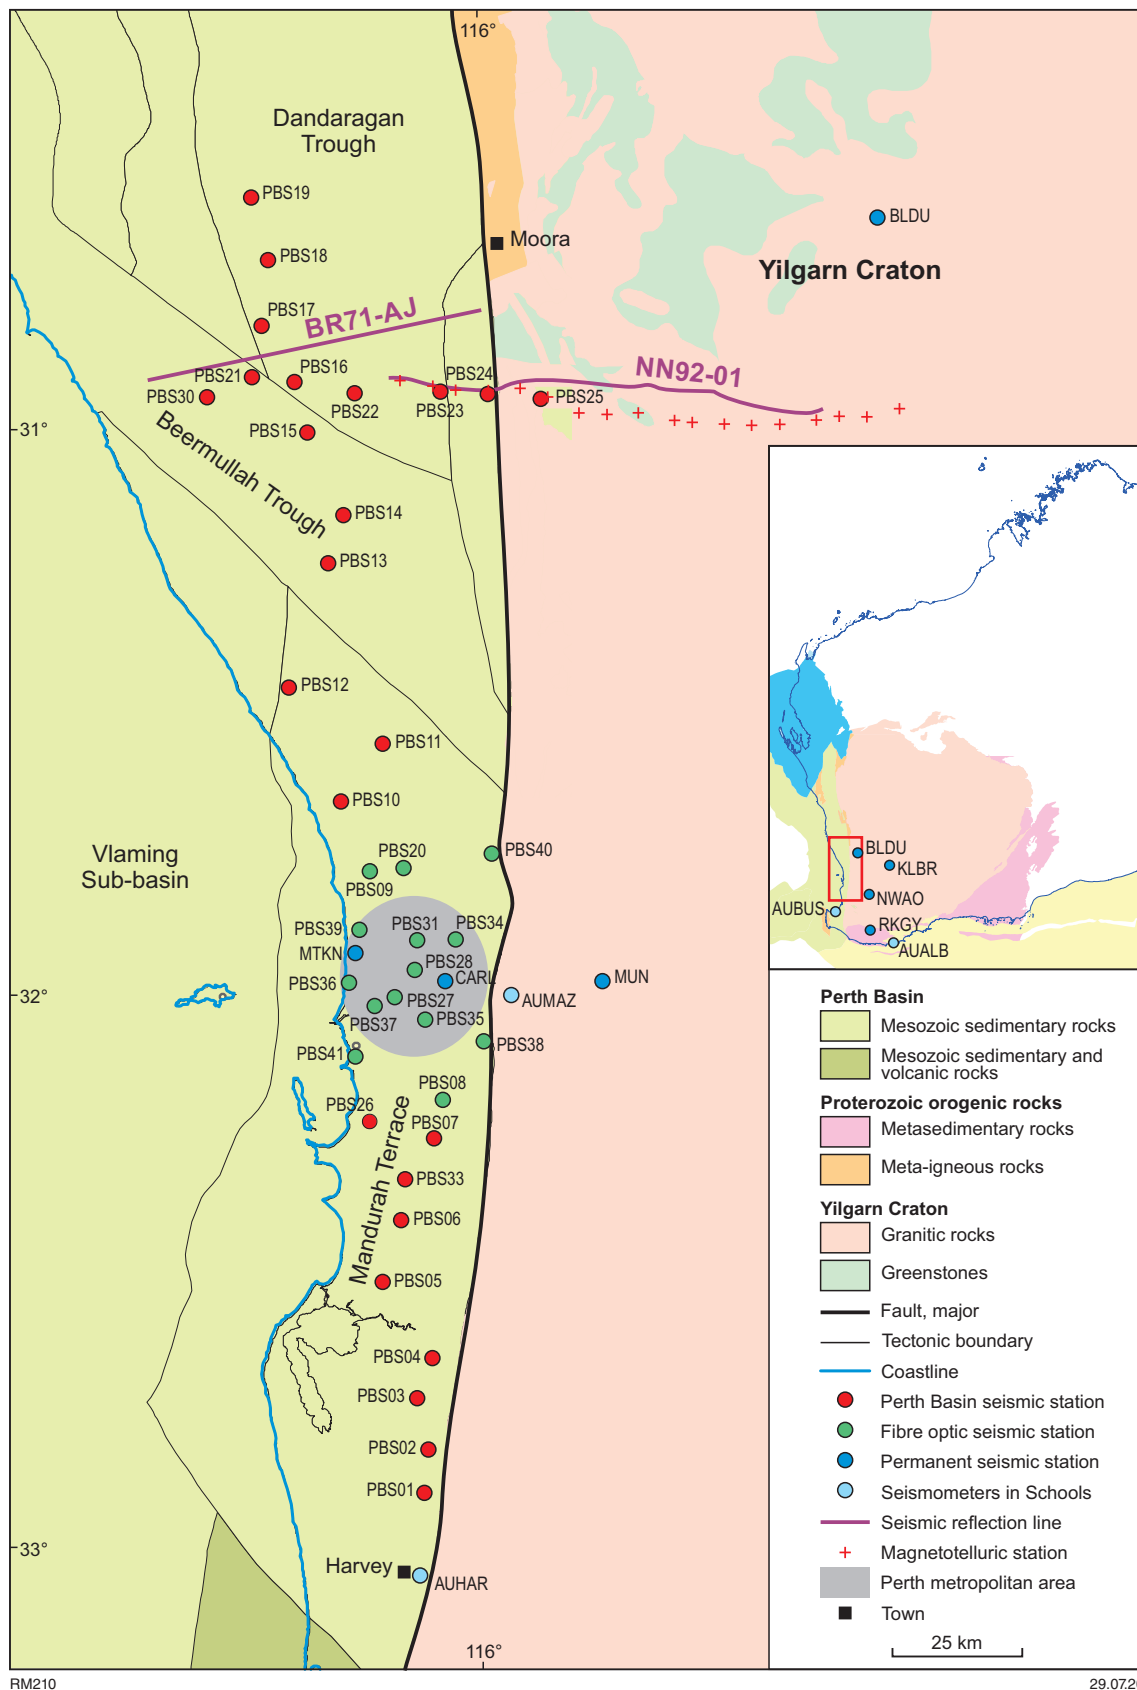 116°
Dandaragan
Trough
PBS19
BLDU
Moora
PBS18
Yilgarn Craton
PBS17
BR71-AJ
PBS16
PBS24
NN92-01
PBS21
PBS30
PBS22
PBS23
PBS25
31°
PBS15
Beermullah Trough
PBS14
PBS13
PBS12
PBS11
PBS10
Vlaming
Sub-basin
PBS20
PBS40
PBS09
PBS39
PBS31
PBS34
MTKN
PBS28
PBS36
CARL
MUN
32°
PBS27
AUMAZ
PBS37
PBS35
PBS41
PBS38
PBS08
PBS26
PBS07
Mandurah Terrace
PBS33
PBS06
PBS05
PBS04
PBS03
PBS02
PBS01
33°
Harvey
AUHAR
116°
BLDU
KLBR
NWAO
AUBUS
RKGY
AUALB
Perth Basin
Mesozoic sedimentary rocks
Mesozoic sedimentary and
volcanic rocks
Proterozoic orogenic rocks
Metasedimentary rocks
Meta-igneous rocks
Yilgarn Craton
Granitic rocks
Greenstones
Fault, major
Tectonic boundary
Coastline
Perth Basin seismic station
Fibre optic seismic station
Permanent seismic station
Seismometers in Schools
Seismic reflection line
Magnetotelluric station
Perth metropolitan area
Town
25 km
RM210
29.07.20